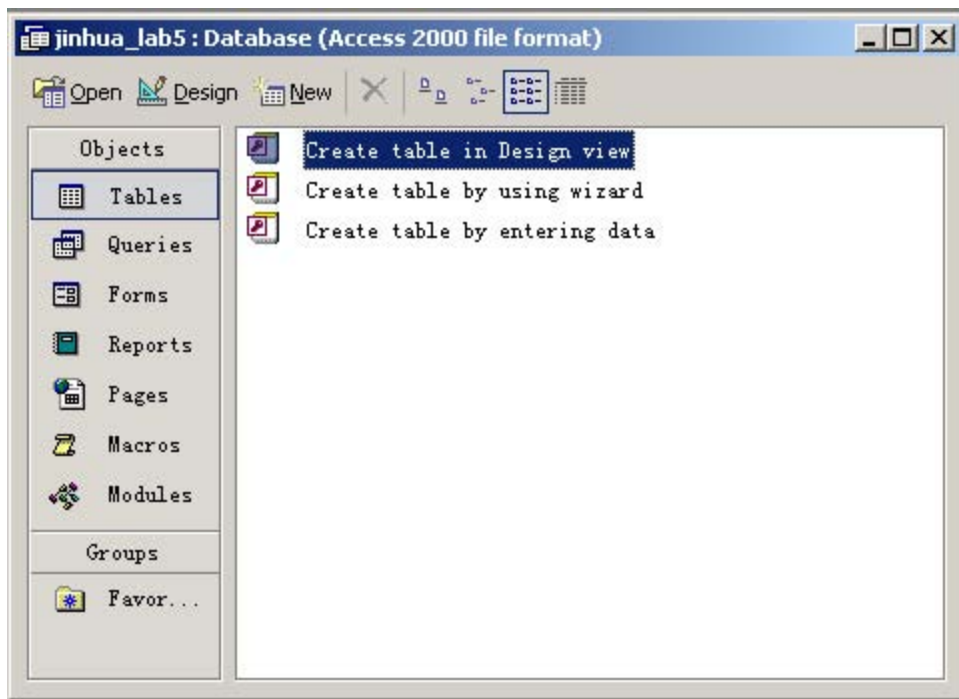 jinhua_lab5 : Database (Access 2000 file format)
Open Design New
Objects
Tables
Queries
Forms
Reports
Pages
Macros
Modules
Groups
Favor...
Create table in Design view
Create table by using wizard
Create table by entering data